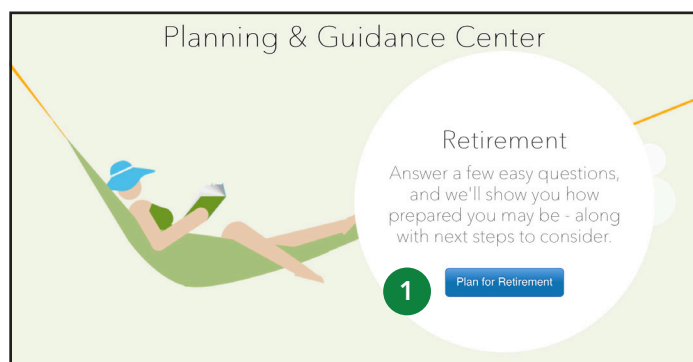 Planning & Guidance Center
Retirement
Answer a few easy questions,
and we'll show you how
prepared you may be - along
with next steps to consider.
1
Plan for Retirement